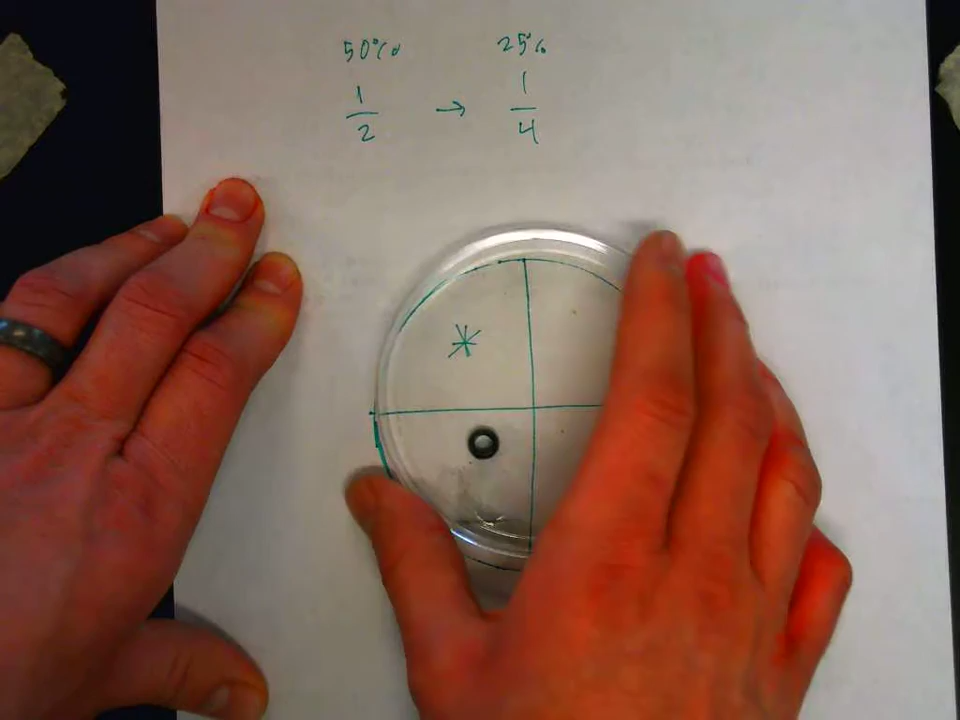 50% 25%
1/2 → 1/4
*